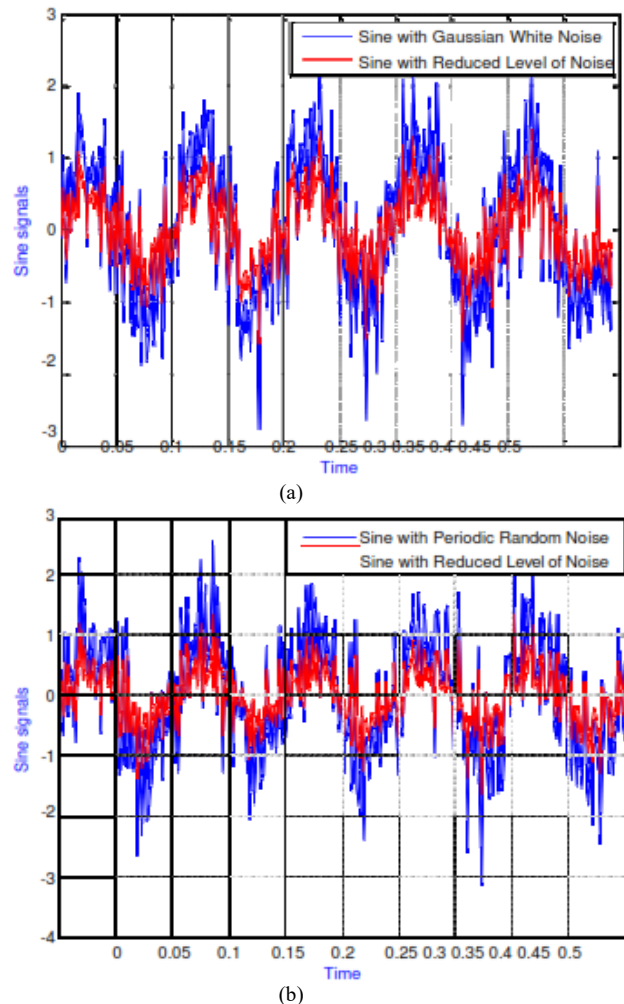 3
Sine with Gaussian White Noise
Sine with Reduced Level of Noise
2
1
0
-1
-2
-3
Sine signals
0 0.05 0.1 0.15 0.2 0.25 0.3 0.35 0.4 0.45 0.5
Time
(a)
3
Sine with Periodic Random Noise
Sine with Reduced Level of Noise
2
1
0
-1
-2
-3
-4
Sine signals
0 0.05 0.1 0.15 0.2 0.25 0.3 0.35 0.4 0.45 0.5
Time
(b)